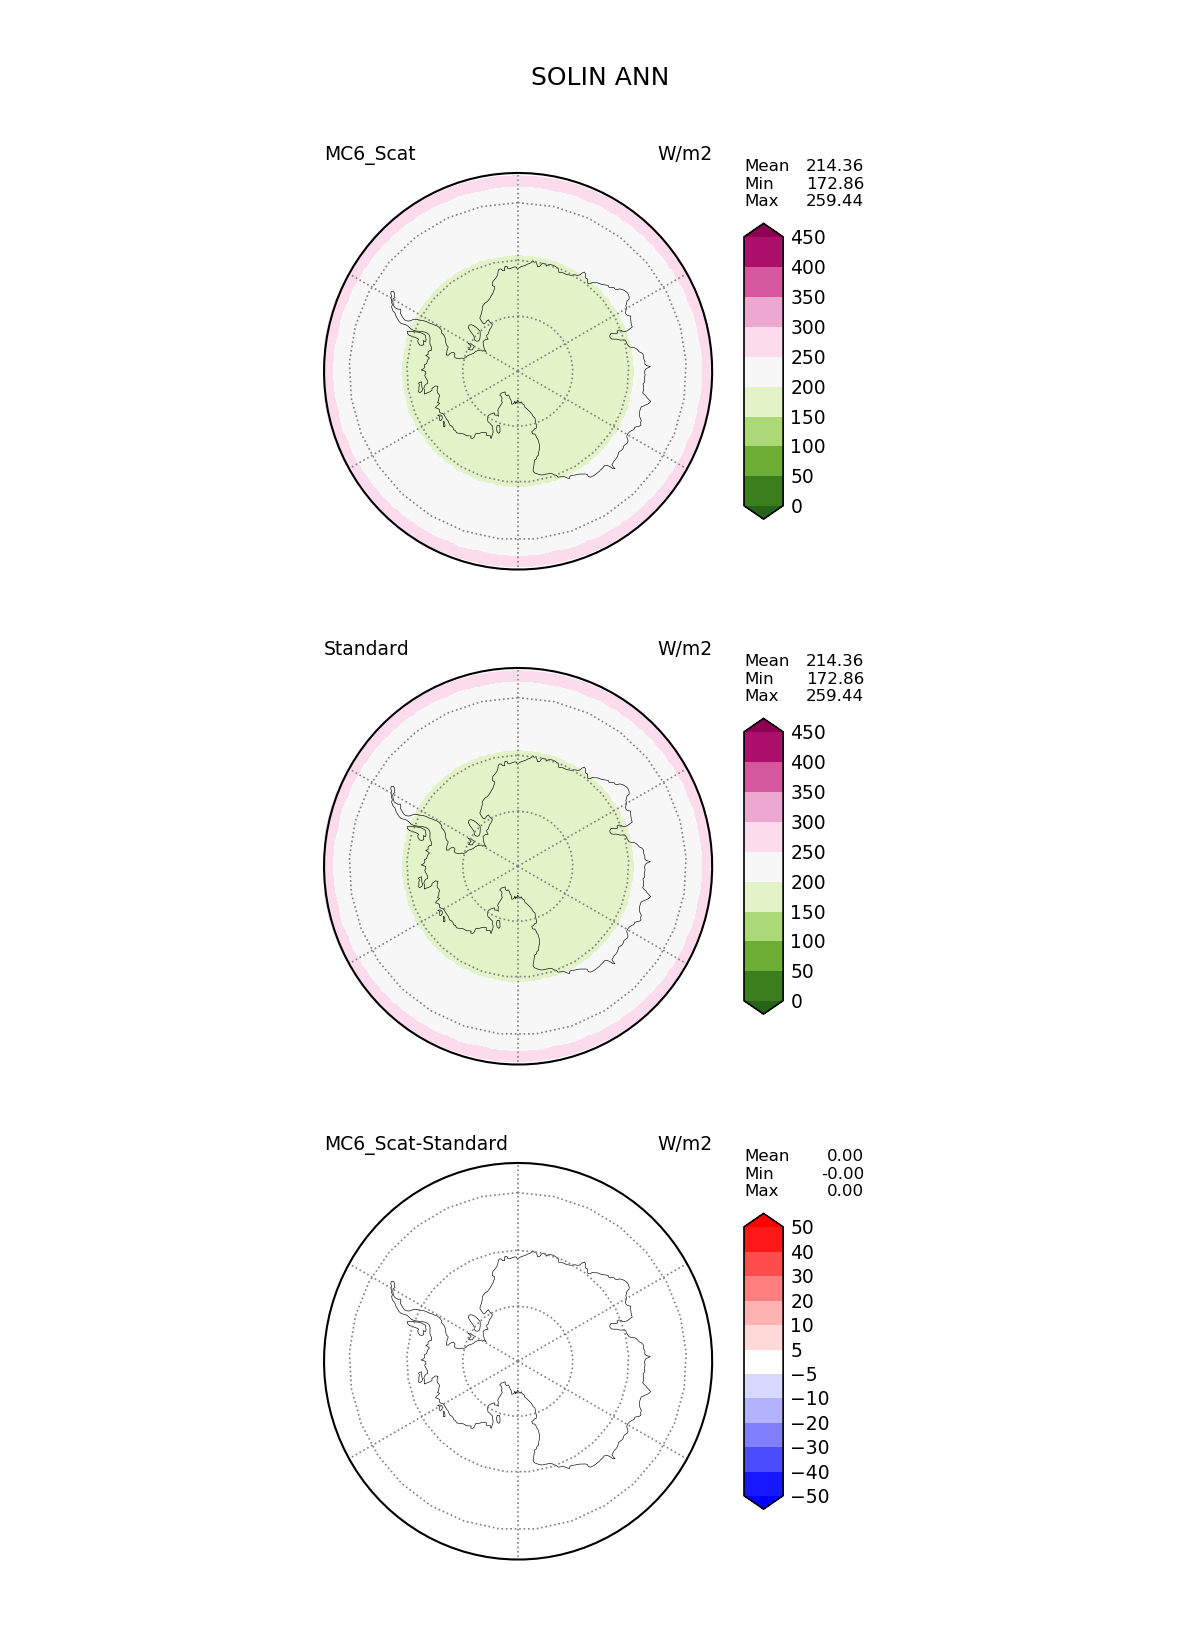 SOLIN ANN
MC6_Scat W/m2
Mean 214.36
Min 172.86
Max 259.44
450
400
350
300
250
200
150
100
50
0
Standard W/m2
Mean 214.36
Min 172.86
Max 259.44
450
400
350
300
250
200
150
100
50
0
MC6_Scat-Standard W/m2
Mean 0.00
Min -0.00
Max 0.00
50
40
30
20
10
5
−5
−10
−20
−30
−40
−50